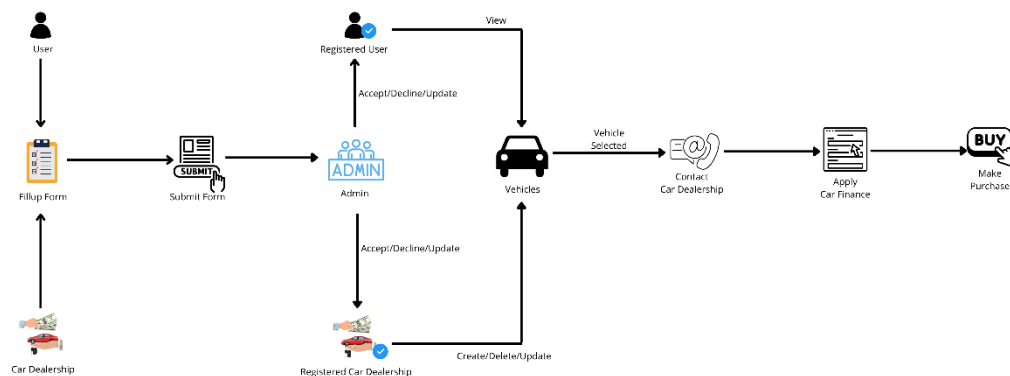 User
Registered User
View
Accept/Decline/Update
Fillup Form
SUBMIT
Submit Form
ADMIN
Admin
Vehicles
Vehicle
Selected
Contact
Car Dealership
Apply
Car Finance
BUY
Make
Purchase
Accept/Decline/Update
Car Dealership
Registered Car Dealership
Create/Delete/Update